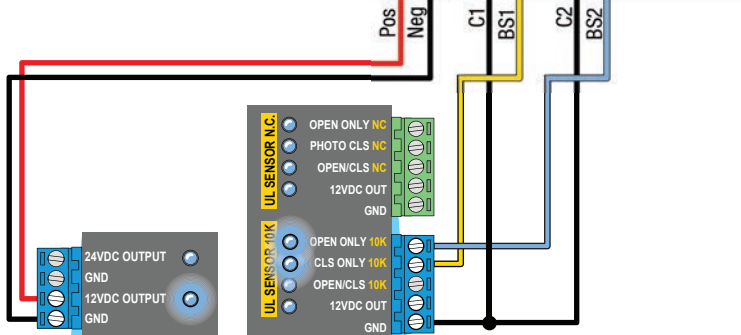 Pos
Neg
C1
BS1
C2
BS2
UL SENSOR N.C.
OPEN ONLY NC
PHOTO CLS NC
OPEN/CLS NC
12VDC OUT
GND
UL SENSOR 10K
OPEN ONLY 10K
CLS ONLY 10K
OPEN/CLS 10K
12VDC OUT
GND
24VDC OUTPUT
GND
12VDC OUTPUT
GND